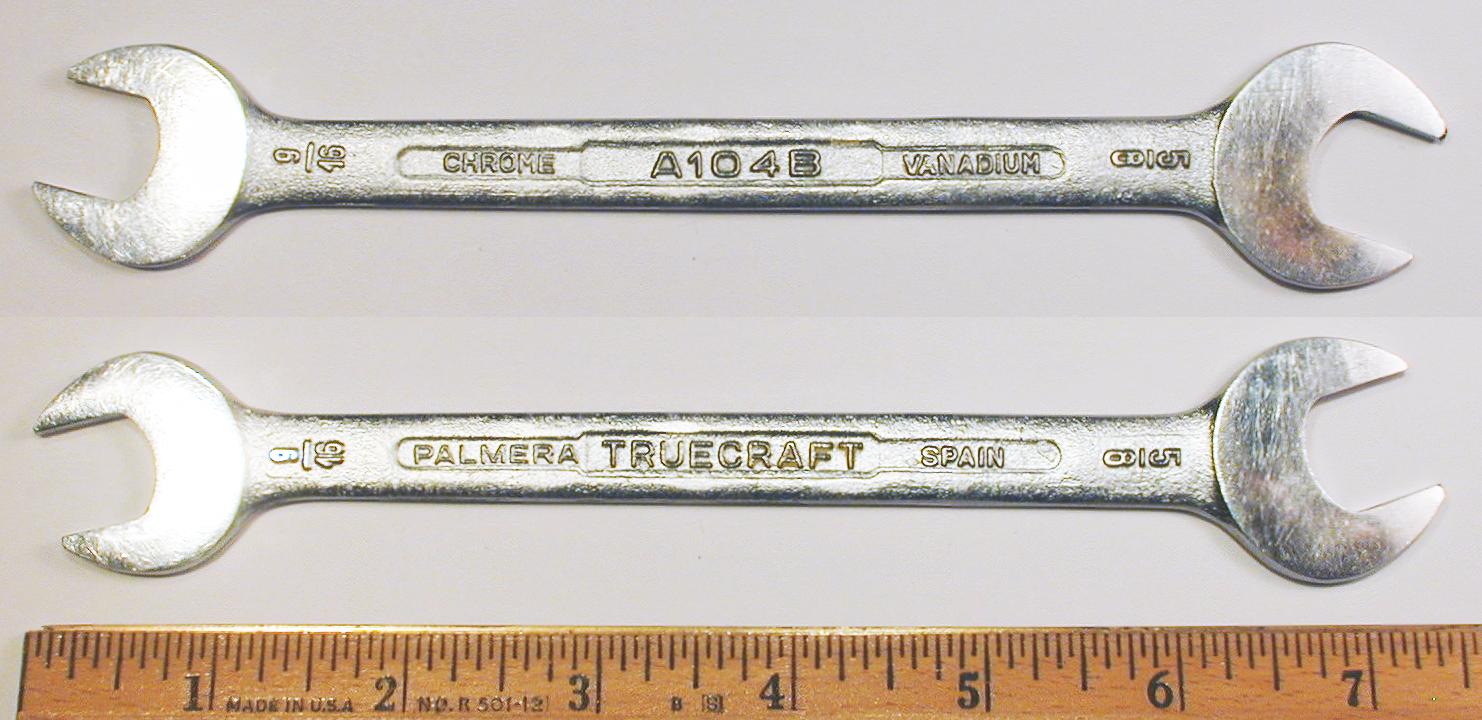 9/16 CHROME A104B VANADIUM 5/8
9/16 PALMERA TRUECRAFT SPAIN 5/8
1 2 3 4 5 6 7
MADE IN U.S.A NO. R 501-12 B